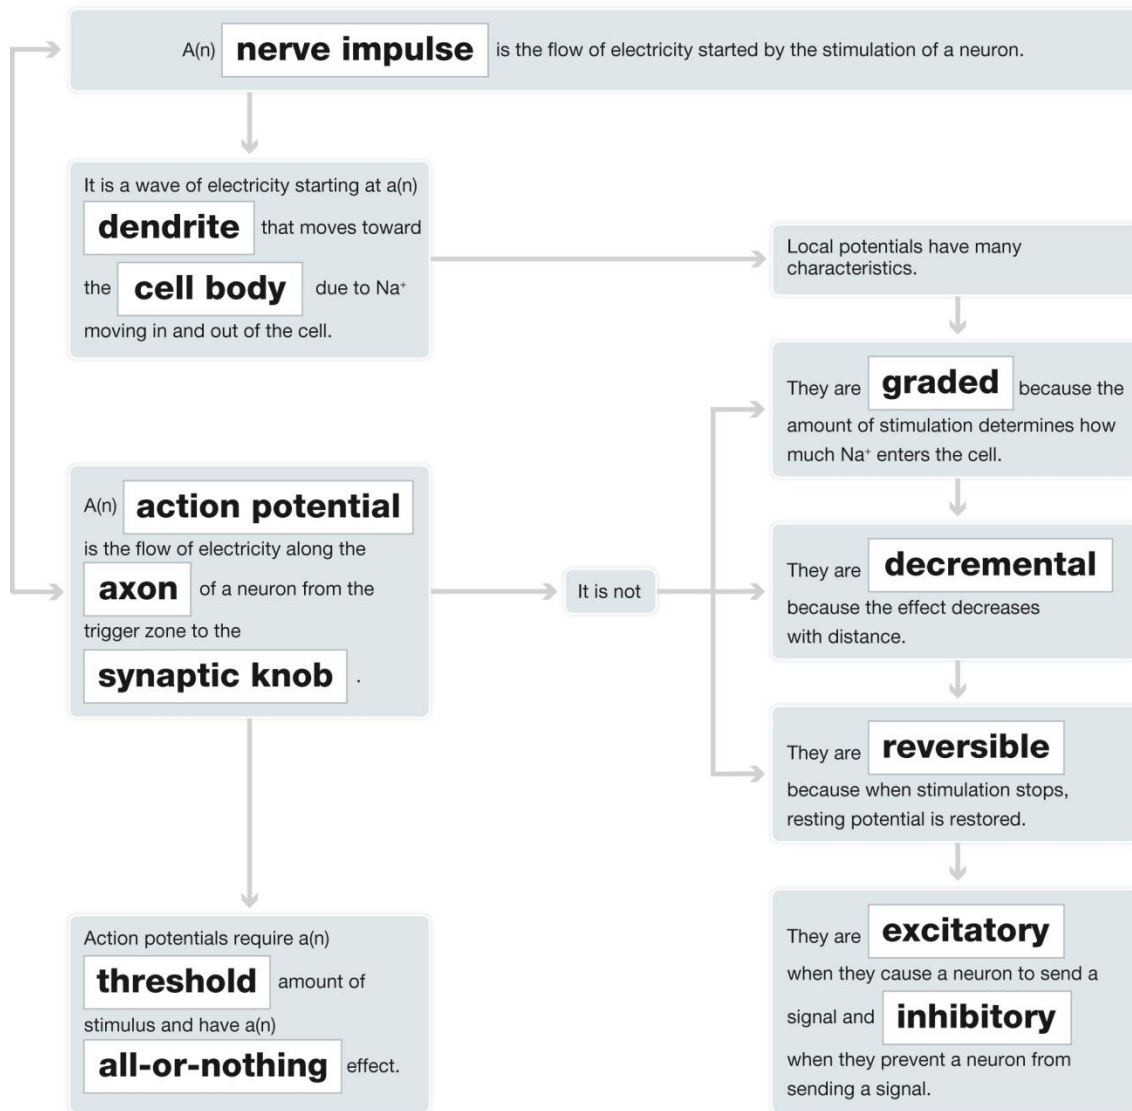 A(n) nerve impulse is the flow of electricity started by the stimulation of a neuron.
It is a wave of electricity starting at a(n)
dendrite that moves toward
the cell body due to Na⁺
moving in and out of the cell.
Local potentials have many
characteristics.
They are graded because the
amount of stimulation determines how
much Na⁺ enters the cell.
A(n) action potential
is the flow of electricity along the
axon of a neuron from the
trigger zone to the
synaptic knob .
It is not
They are decremental
because the effect decreases
with distance.
They are reversible
because when stimulation stops,
resting potential is restored.
Action potentials require a(n)
threshold amount of
stimulus and have a(n)
all-or-nothing effect.
They are excitatory
when they cause a neuron to send a
signal and inhibitory
when they prevent a neuron from
sending a signal.